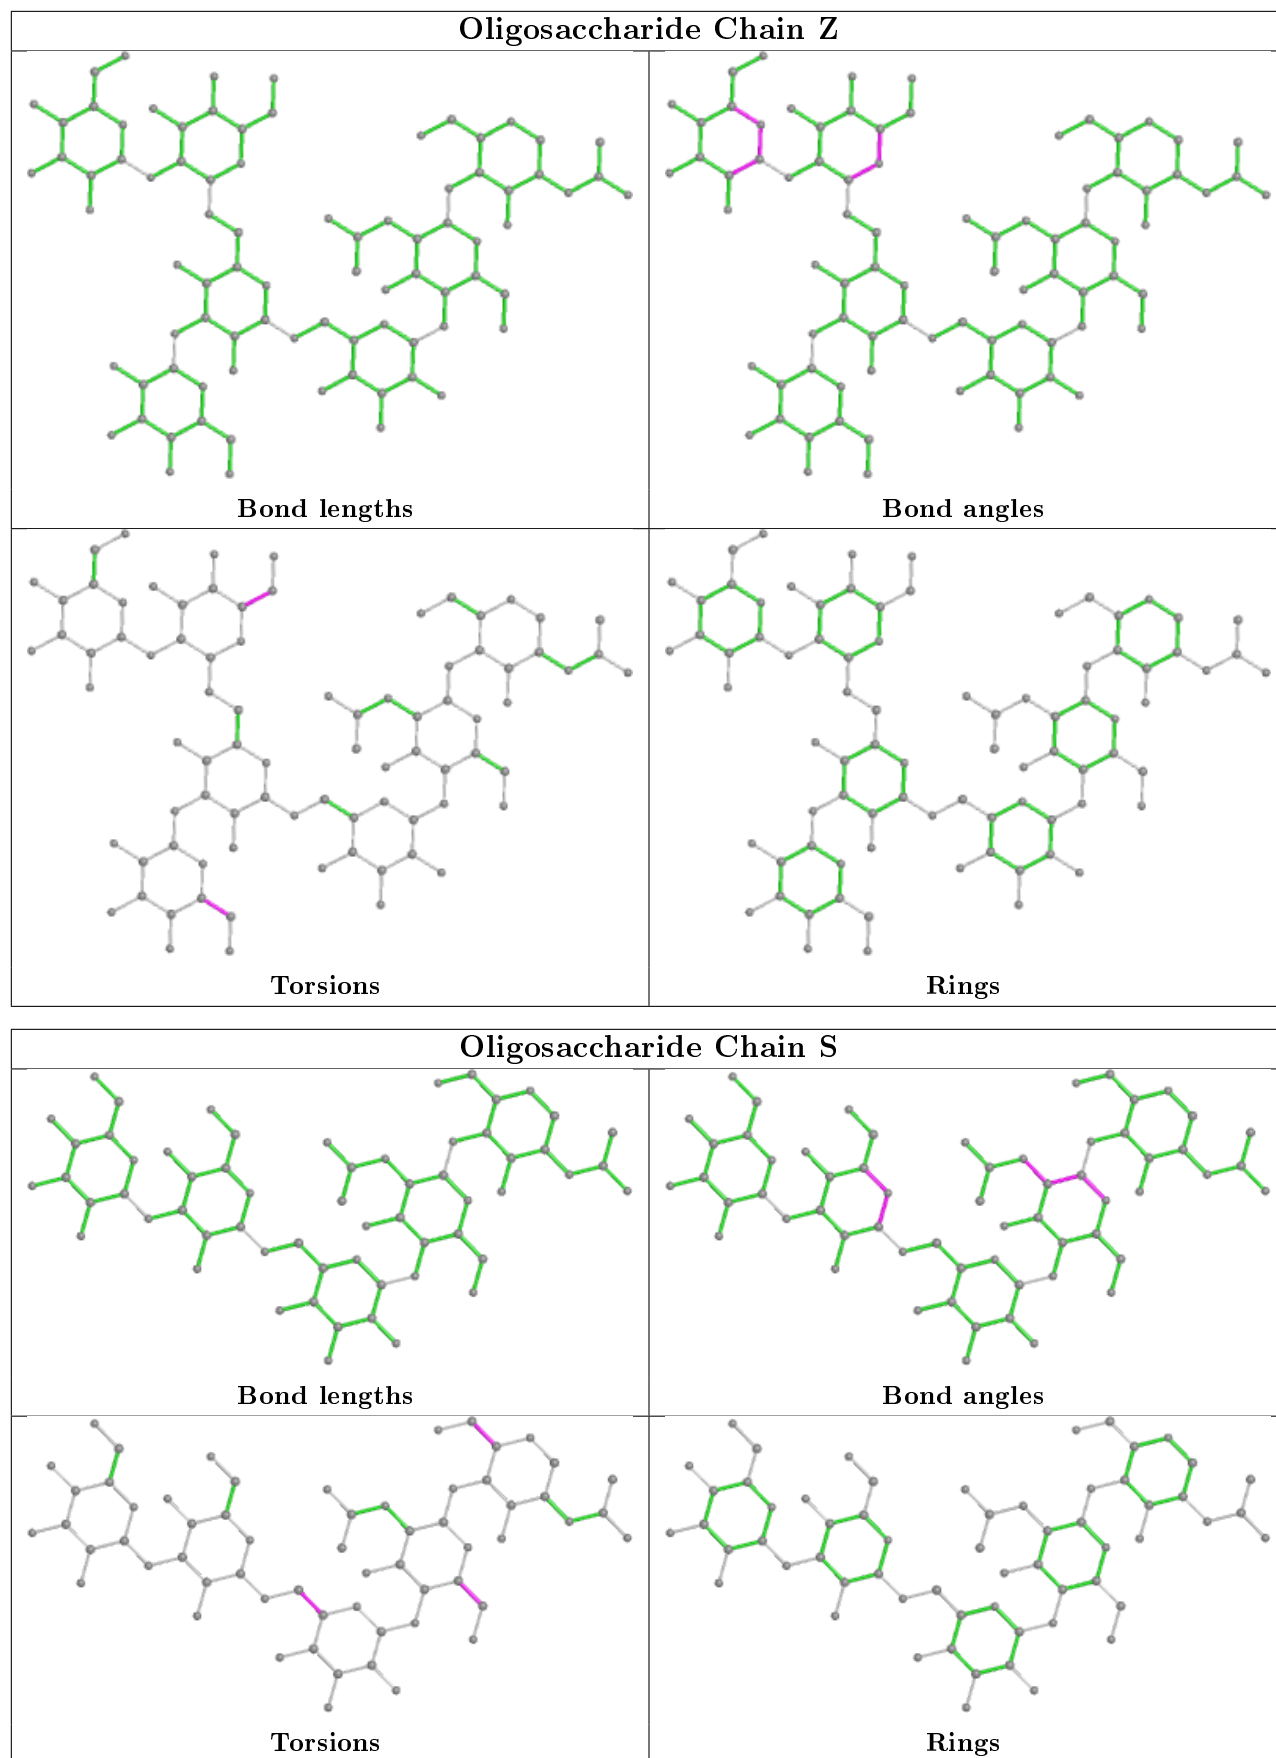 Oligosaccharide Chain Z
Bond lengths
Bond angles
Torsions
Rings
Oligosaccharide Chain S
Bond lengths
Bond angles
Torsions
Rings